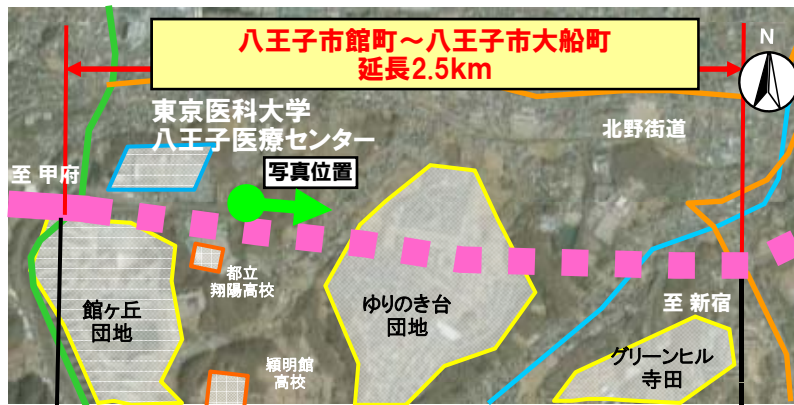 八王子市館町～八王子市大船町
延長2.5km
N
東京医科大学
八王子医療センター
北野街道
至 甲府
写真位置
都立
翔陽高校
館ヶ丘
団地
ゆりのき台
団地
至 新宿
穎明館
高校
グリーンヒル
寺田